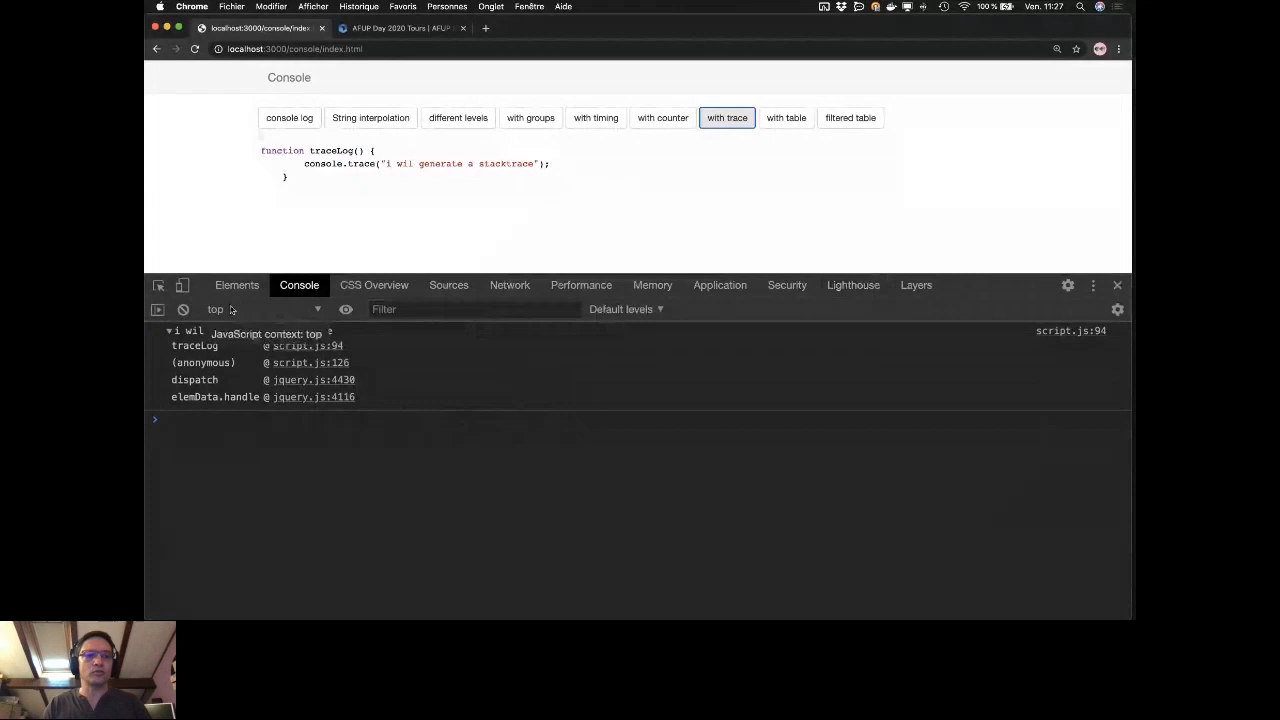 Chrome Fichier Modifier Afficher Historique Favoris Personnes Onglet Fenêtre Aide 100 % Ven. 11:27
localhost:3000/console/index AFUP Day 2020 Tours | AFUP
localhost:3000/console/index.html
Console
console log String interpolation different levels with groups with timing with counter with trace with table filtered table
function traceLog() {
console.trace("i wil generate a stacktrace");
}
Elements Console CSS Overview Sources Network Performance Memory Application Security Lighthouse Layers
top Filter Default levels
i wil e script.js:94
JavaScript context: top
traceLog @ script.js:94
(anonymous) @ script.js:126
dispatch @ jquery.js:4430
elemData.handle @ jquery.js:4116